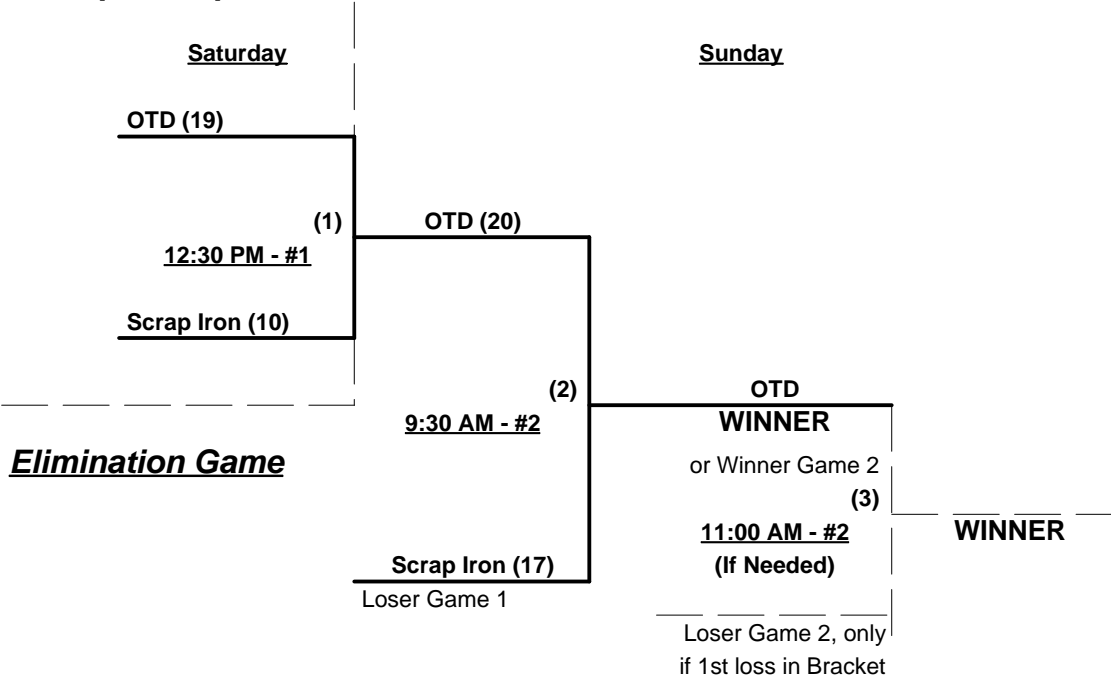 Saturday
Sunday
OTD (19)
(1)
OTD (20)
12:30 PM - #1
Scrap Iron (10)
(2)
OTD
9:30 AM - #2
WINNER
Elimination Game
or Winner Game 2
(3)
11:00 AM - #2
WINNER
(If Needed)
Scrap Iron (17)
Loser Game 1
Loser Game 2, only
if 1st loss in Bracket